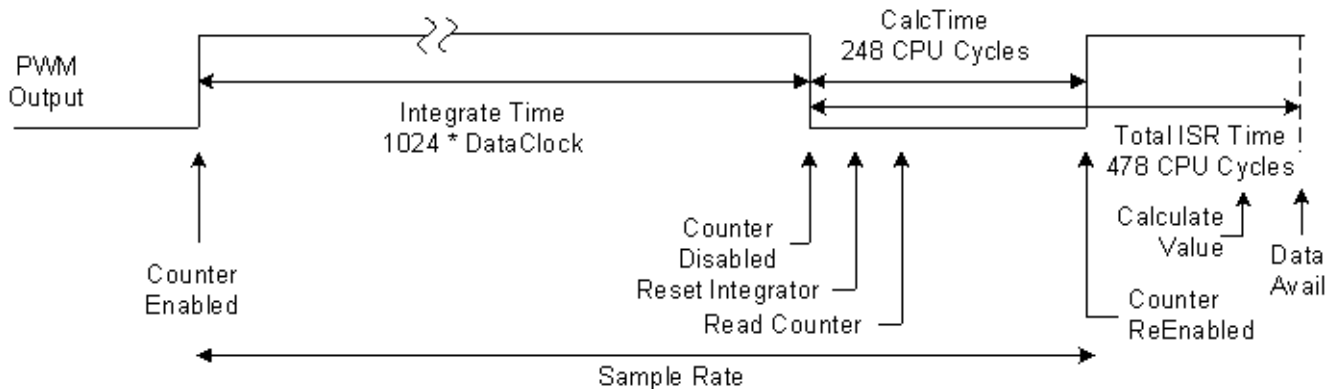 CalcTime
248 CPU Cycles
PWM
Output
Integrate Time
1024 * DataClock
Total ISR Time
478 CPU Cycles
Counter
Enabled
Counter
Disabled
Reset Integrator
Read Counter
Counter
ReEnabled
Calculate
Value
Data
Avail
Sample Rate